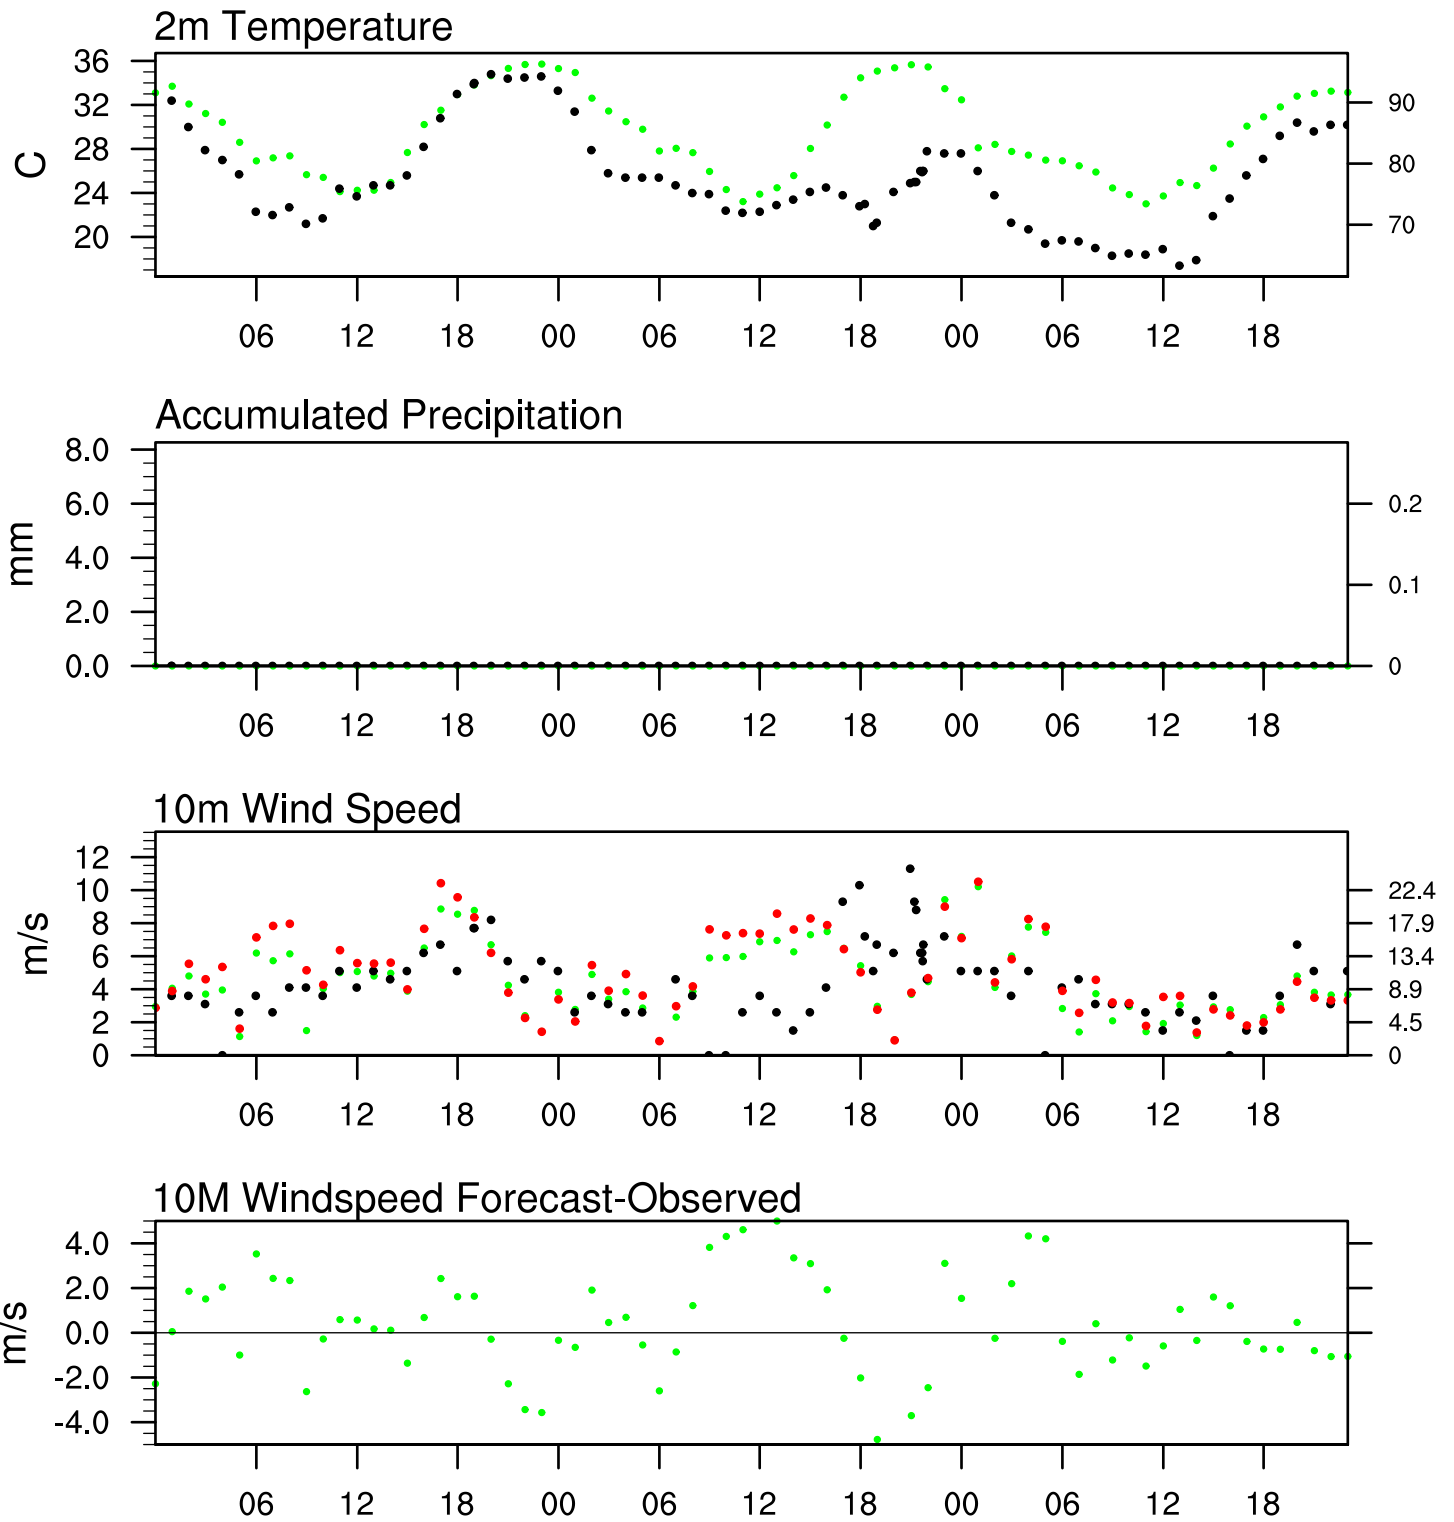 2m Temperature
36
32
28
24
20
C
90
80
70
06 12 18 00 06 12 18 00 06 12 18
Accumulated Precipitation
8.0
6.0
4.0
2.0
0.0
mm
0.2
0.1
0
06 12 18 00 06 12 18 00 06 12 18
10m Wind Speed
12
10
8
6
4
2
0
m/s
22.4
17.9
13.4
8.9
4.5
0
06 12 18 00 06 12 18 00 06 12 18
10M Windspeed Forecast-Observed
4.0
2.0
0.0
-2.0
-4.0
m/s
06 12 18 00 06 12 18 00 06 12 18